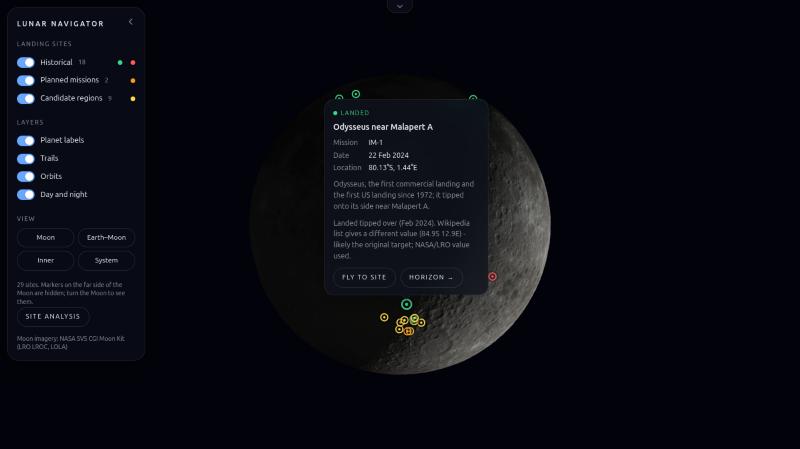 LUNAR NAVIGATOR
LANDING SITES
Historical 18
Planned missions 2
Candidate regions 9
LAYERS
Planet labels
Trails
Orbits
Day and night
VIEW
Moon
Earth–Moon
Inner
System
29 sites. Markers on the far side of the
Moon are hidden; turn the Moon to see
them.
SITE ANALYSIS
Moon imagery: NASA SVS CGI Moon Kit
(LRO LROC, LOLA)
LANDED
Odysseus near Malapert A
Mission IM-1
Date 22 Feb 2024
Location 80.13°S, 1.44°E
Odysseus, the first commercial landing and
the first US landing since 1972; it tipped
onto its side near Malapert A.
Landed tipped over (Feb 2024). Wikipedia
list gives a different value (84.9S 12.9E) -
likely the original target; NASA/LRO value
used.
FLY TO SITE
HORIZON →